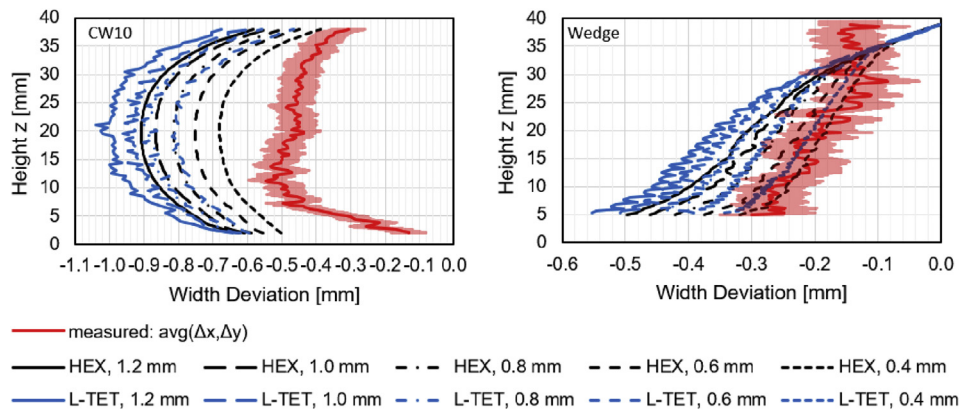 CW10
Height z [mm]
40
35
30
25
20
15
10
5
0
-1.1 -1.0 -0.9 -0.8 -0.7 -0.6 -0.5 -0.4 -0.3 -0.2 -0.1 0.0
Width Deviation [mm]
Wedge
Height z [mm]
40
35
30
25
20
15
10
5
0
-0.6 -0.5 -0.4 -0.3 -0.2 -0.1 0.0
Width Deviation [mm]
measured: avg(Δx,Δy)
HEX, 1.2 mm HEX, 1.0 mm HEX, 0.8 mm HEX, 0.6 mm HEX, 0.4 mm
L-TET, 1.2 mm L-TET, 1.0 mm L-TET, 0.8 mm L-TET, 0.6 mm L-TET, 0.4 mm